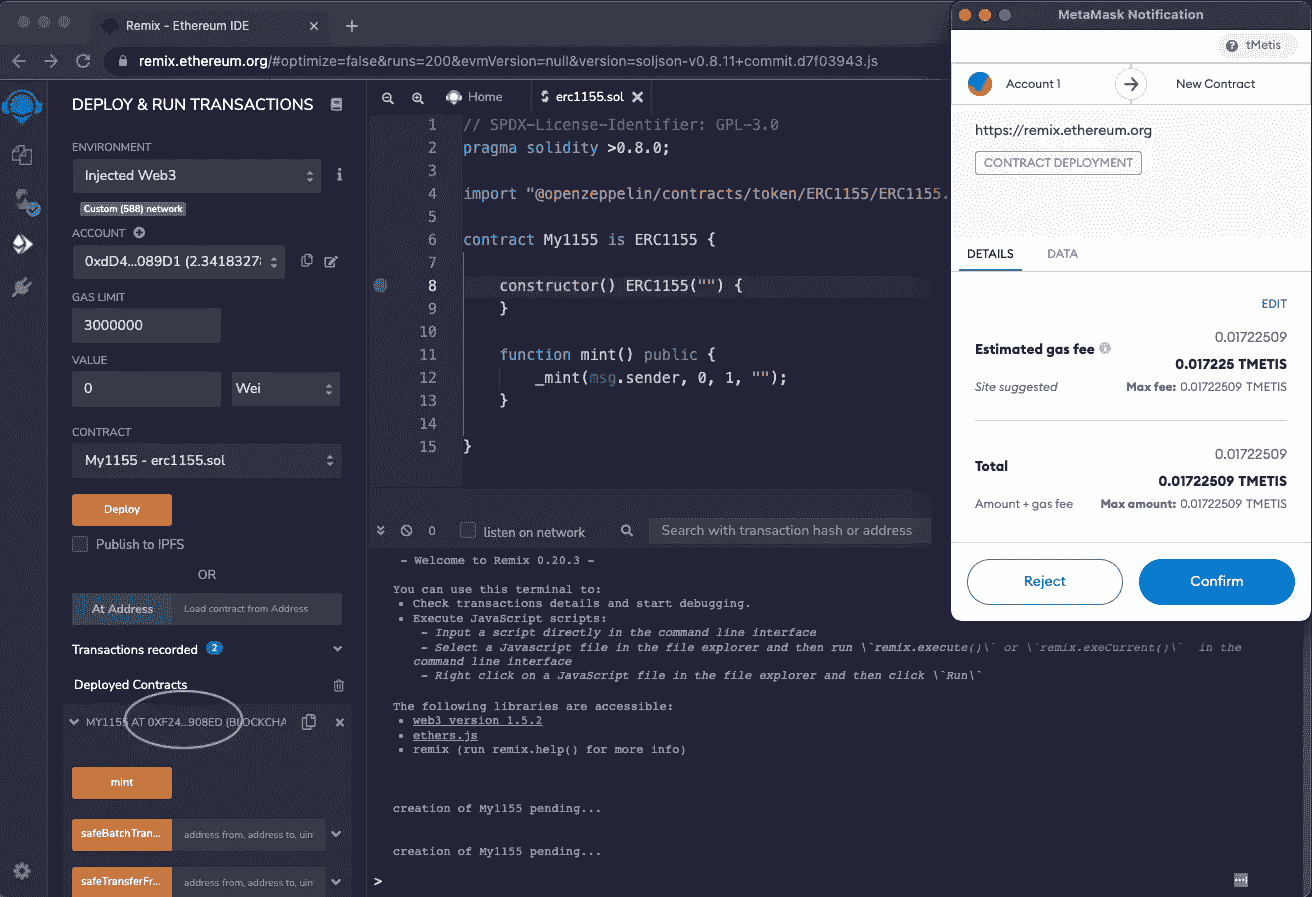 Remix - Ethereum IDE
remix.ethereum.org/#optimize=false&runs=200&evmVersion=null&version=soljson-v0.8.11+commit.d7f03943.js
DEPLOY & RUN TRANSACTIONS
ENVIRONMENT
Injected Web3
Custom (588) network
ACCOUNT
0xdD4...089D1 (2.3418327
GAS LIMIT
3000000
VALUE
0
Wei
CONTRACT
My1155 - erc1155.sol
Deploy
Publish to IPFS
OR
At Address
Load contract from Address
Transactions recorded 2
Deployed Contracts
MY1155 AT 0XF24...908ED (BLOCKCHA
mint
safeBatchTran...
address from, address to, uin
safeTransferFr...
address from, address to, uin
Home
erc1155.sol
1 // SPDX-License-Identifier: GPL-3.0
2 pragma solidity >0.8.0;
3
4 import "@openzeppelin/contracts/token/ERC1155/ERC1155.
5
6 contract My1155 is ERC1155 {
7
8 constructor() ERC1155("") {
9 }
10
11 function mint() public {
12 _mint(msg.sender, 0, 1, "");
13 }
14
15 }
0
listen on network
Search with transaction hash or address
- Welcome to Remix 0.20.3 -
You can use this terminal to:
• Check transactions details and start debugging.
• Execute JavaScript scripts:
- Input a script directly in the command line interface
- Select a Javascript file in the file explorer and then run \`remix.execute()\` or \`remix.exeCurrent()\` in the
command line interface
- Right click on a JavaScript file in the file explorer and then click \`Run\`
The following libraries are accessible:
• web3 version 1.5.2
• ethers.js
• remix (run remix.help() for more info)
creation of My1155 pending...
creation of My1155 pending...
>
MetaMask Notification
tMetis
Account 1
New Contract
https://remix.ethereum.org
CONTRACT DEPLOYMENT
DETAILS
DATA
EDIT
0.01722509
Estimated gas fee
0.017225 TMETIS
Site suggested
Max fee: 0.01722509 TMETIS
0.01722509
Total
0.01722509 TMETIS
Amount + gas fee
Max amount: 0.01722509 TMETIS
Reject
Confirm